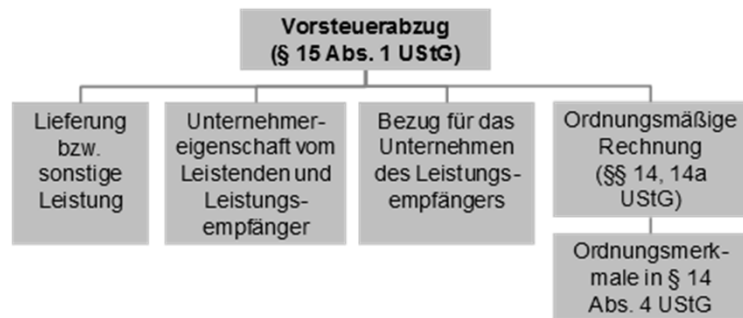 Vorsteuerabzug
(§ 15 Abs. 1 UStG)
Lieferung
bzw.
sonstige
Leistung
Unternehmer-
eigenschaft vom
Leistenden und
Leistungs-
empfänger
Bezug für das
Unternehmen
des Leistungs-
empfängers
Ordnungsmäßige
Rechnung
(§§ 14, 14a
UStG)
Ordnungsmerk-
male in § 14
Abs. 4 UStG